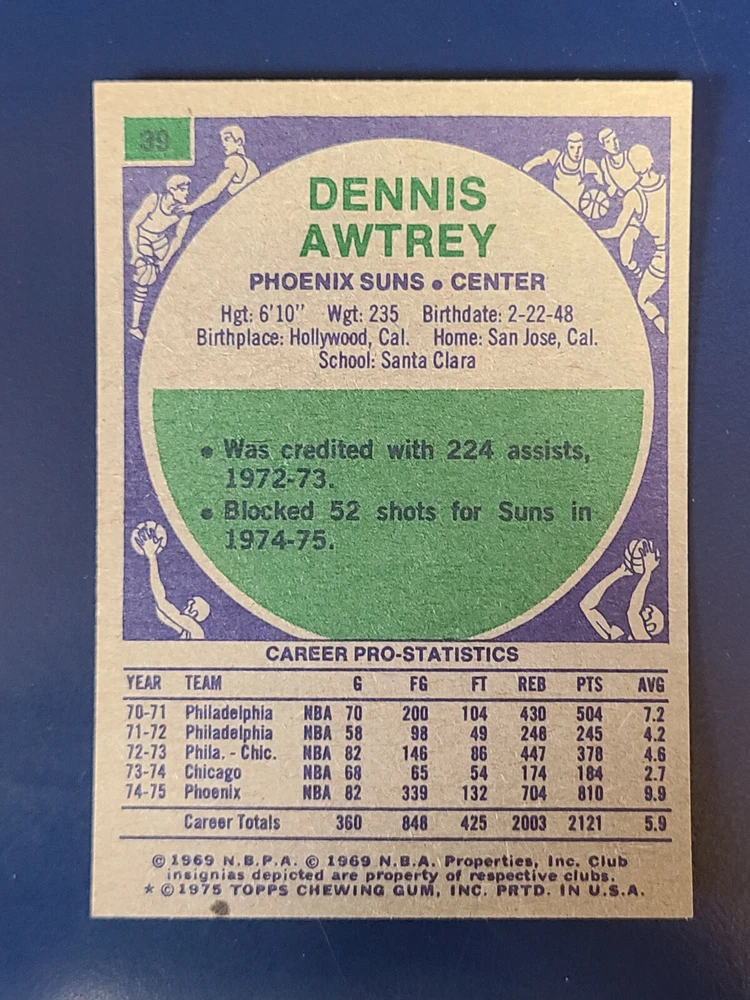 39
DENNIS
AWTREY
PHOENIX SUNS • CENTER
Hgt: 6'10" Wgt: 235 Birthdate: 2-22-48
Birthplace: Hollywood, Cal. Home: San Jose, Cal.
School: Santa Clara
• Was credited with 224 assists,
1972-73.
• Blocked 52 shots for Suns in
1974-75.
CAREER PRO-STATISTICS
YEAR TEAM G FG FT REB PTS AVG
70-71 Philadelphia NBA 70 200 104 430 504 7.2
71-72 Philadelphia NBA 58 98 49 248 245 4.2
72-73 Phila. - Chic. NBA 82 146 86 447 378 4.6
73-74 Chicago NBA 68 65 54 174 184 2.7
74-75 Phoenix NBA 82 339 132 704 810 9.9
Career Totals 360 848 425 2003 2121 5.9
© 1969 N.B.P.A. © 1969 N.B.A. Properties, Inc. Club
insignias depicted are property of respective clubs.
* © 1975 TOPPS CHEWING GUM, INC. PRTD. IN U.S.A.